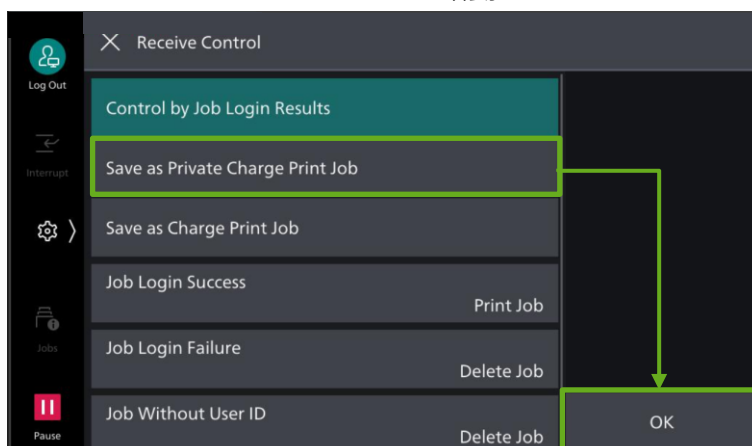 Receive Control
Log Out
Control by Job Login Results
Interrupt
Save as Private Charge Print Job
Save as Charge Print Job
Job Login Success
Print Job
Jobs
Job Login Failure
Delete Job
Job Without User ID
Delete Job
OK
Pause